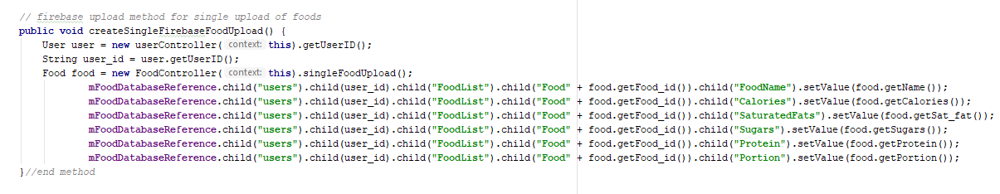 // firebase upload method for single upload of foods
public void createSingleFirebaseFoodUpload() {
User user = new userController( context: this).getUserID();
String user_id = user.getUserID();
Food food = new FoodController( context: this).singleFoodUpload();
mFoodDatabaseReference.child("users").child(user_id).child("FoodList").child("Food" + food.getFood_id()).child("FoodName").setValue(food.getName());
mFoodDatabaseReference.child("users").child(user_id).child("FoodList").child("Food" + food.getFood_id()).child("Calories").setValue(food.getCalories());
mFoodDatabaseReference.child("users").child(user_id).child("FoodList").child("Food" + food.getFood_id()).child("SaturatedFats").setValue(food.getSat_fat());
mFoodDatabaseReference.child("users").child(user_id).child("FoodList").child("Food" + food.getFood_id()).child("Sugars").setValue(food.getSugars());
mFoodDatabaseReference.child("users").child(user_id).child("FoodList").child("Food" + food.getFood_id()).child("Protein").setValue(food.getProtein());
mFoodDatabaseReference.child("users").child(user_id).child("FoodList").child("Food" + food.getFood_id()).child("Portion").setValue(food.getPortion());
}//end method